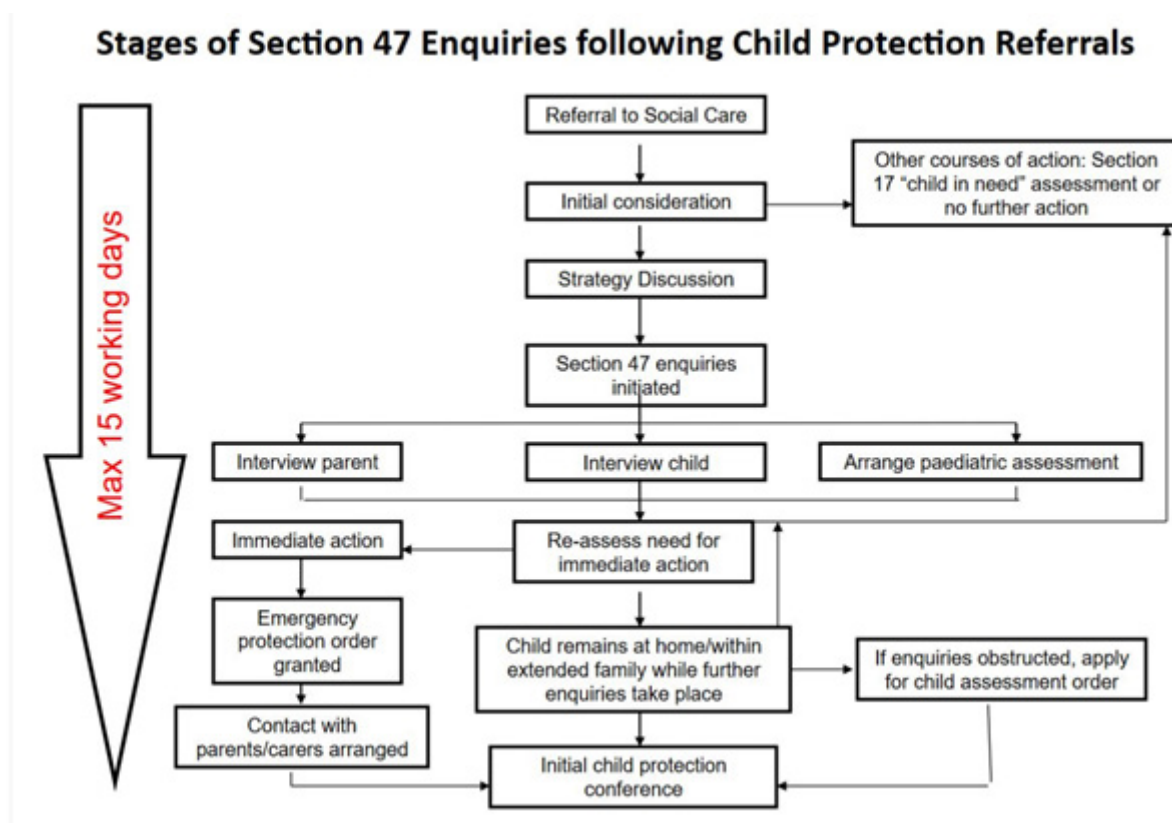 Stages of Section 47 Enquiries following Child Protection Referrals
Max 15 working days
Referral to Social Care
Initial consideration
Other courses of action: Section
17 “child in need” assessment or
no further action
Strategy Discussion
Section 47 enquiries
initiated
Interview parent
Interview child
Arrange paediatric assessment
Immediate action
Re-assess need for
immediate action
Emergency
protection order
granted
Child remains at home/within
extended family while further
enquiries take place
If enquiries obstructed, apply
for child assessment order
Contact with
parents/carers arranged
Initial child protection
conference